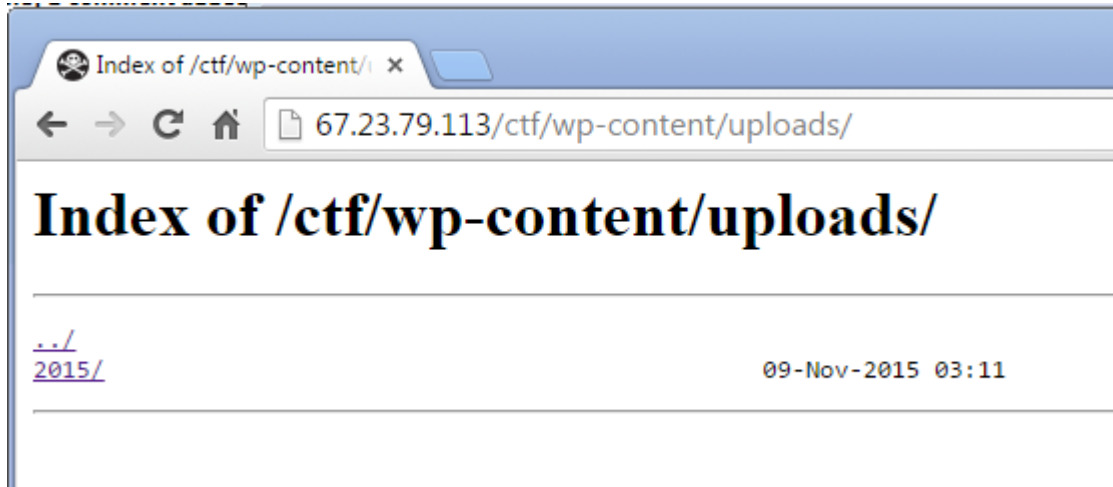 Index of /ctf/wp-content/
67.23.79.113/ctf/wp-content/uploads/
Index of /ctf/wp-content/uploads/
../
2015/ 09-Nov-2015 03:11